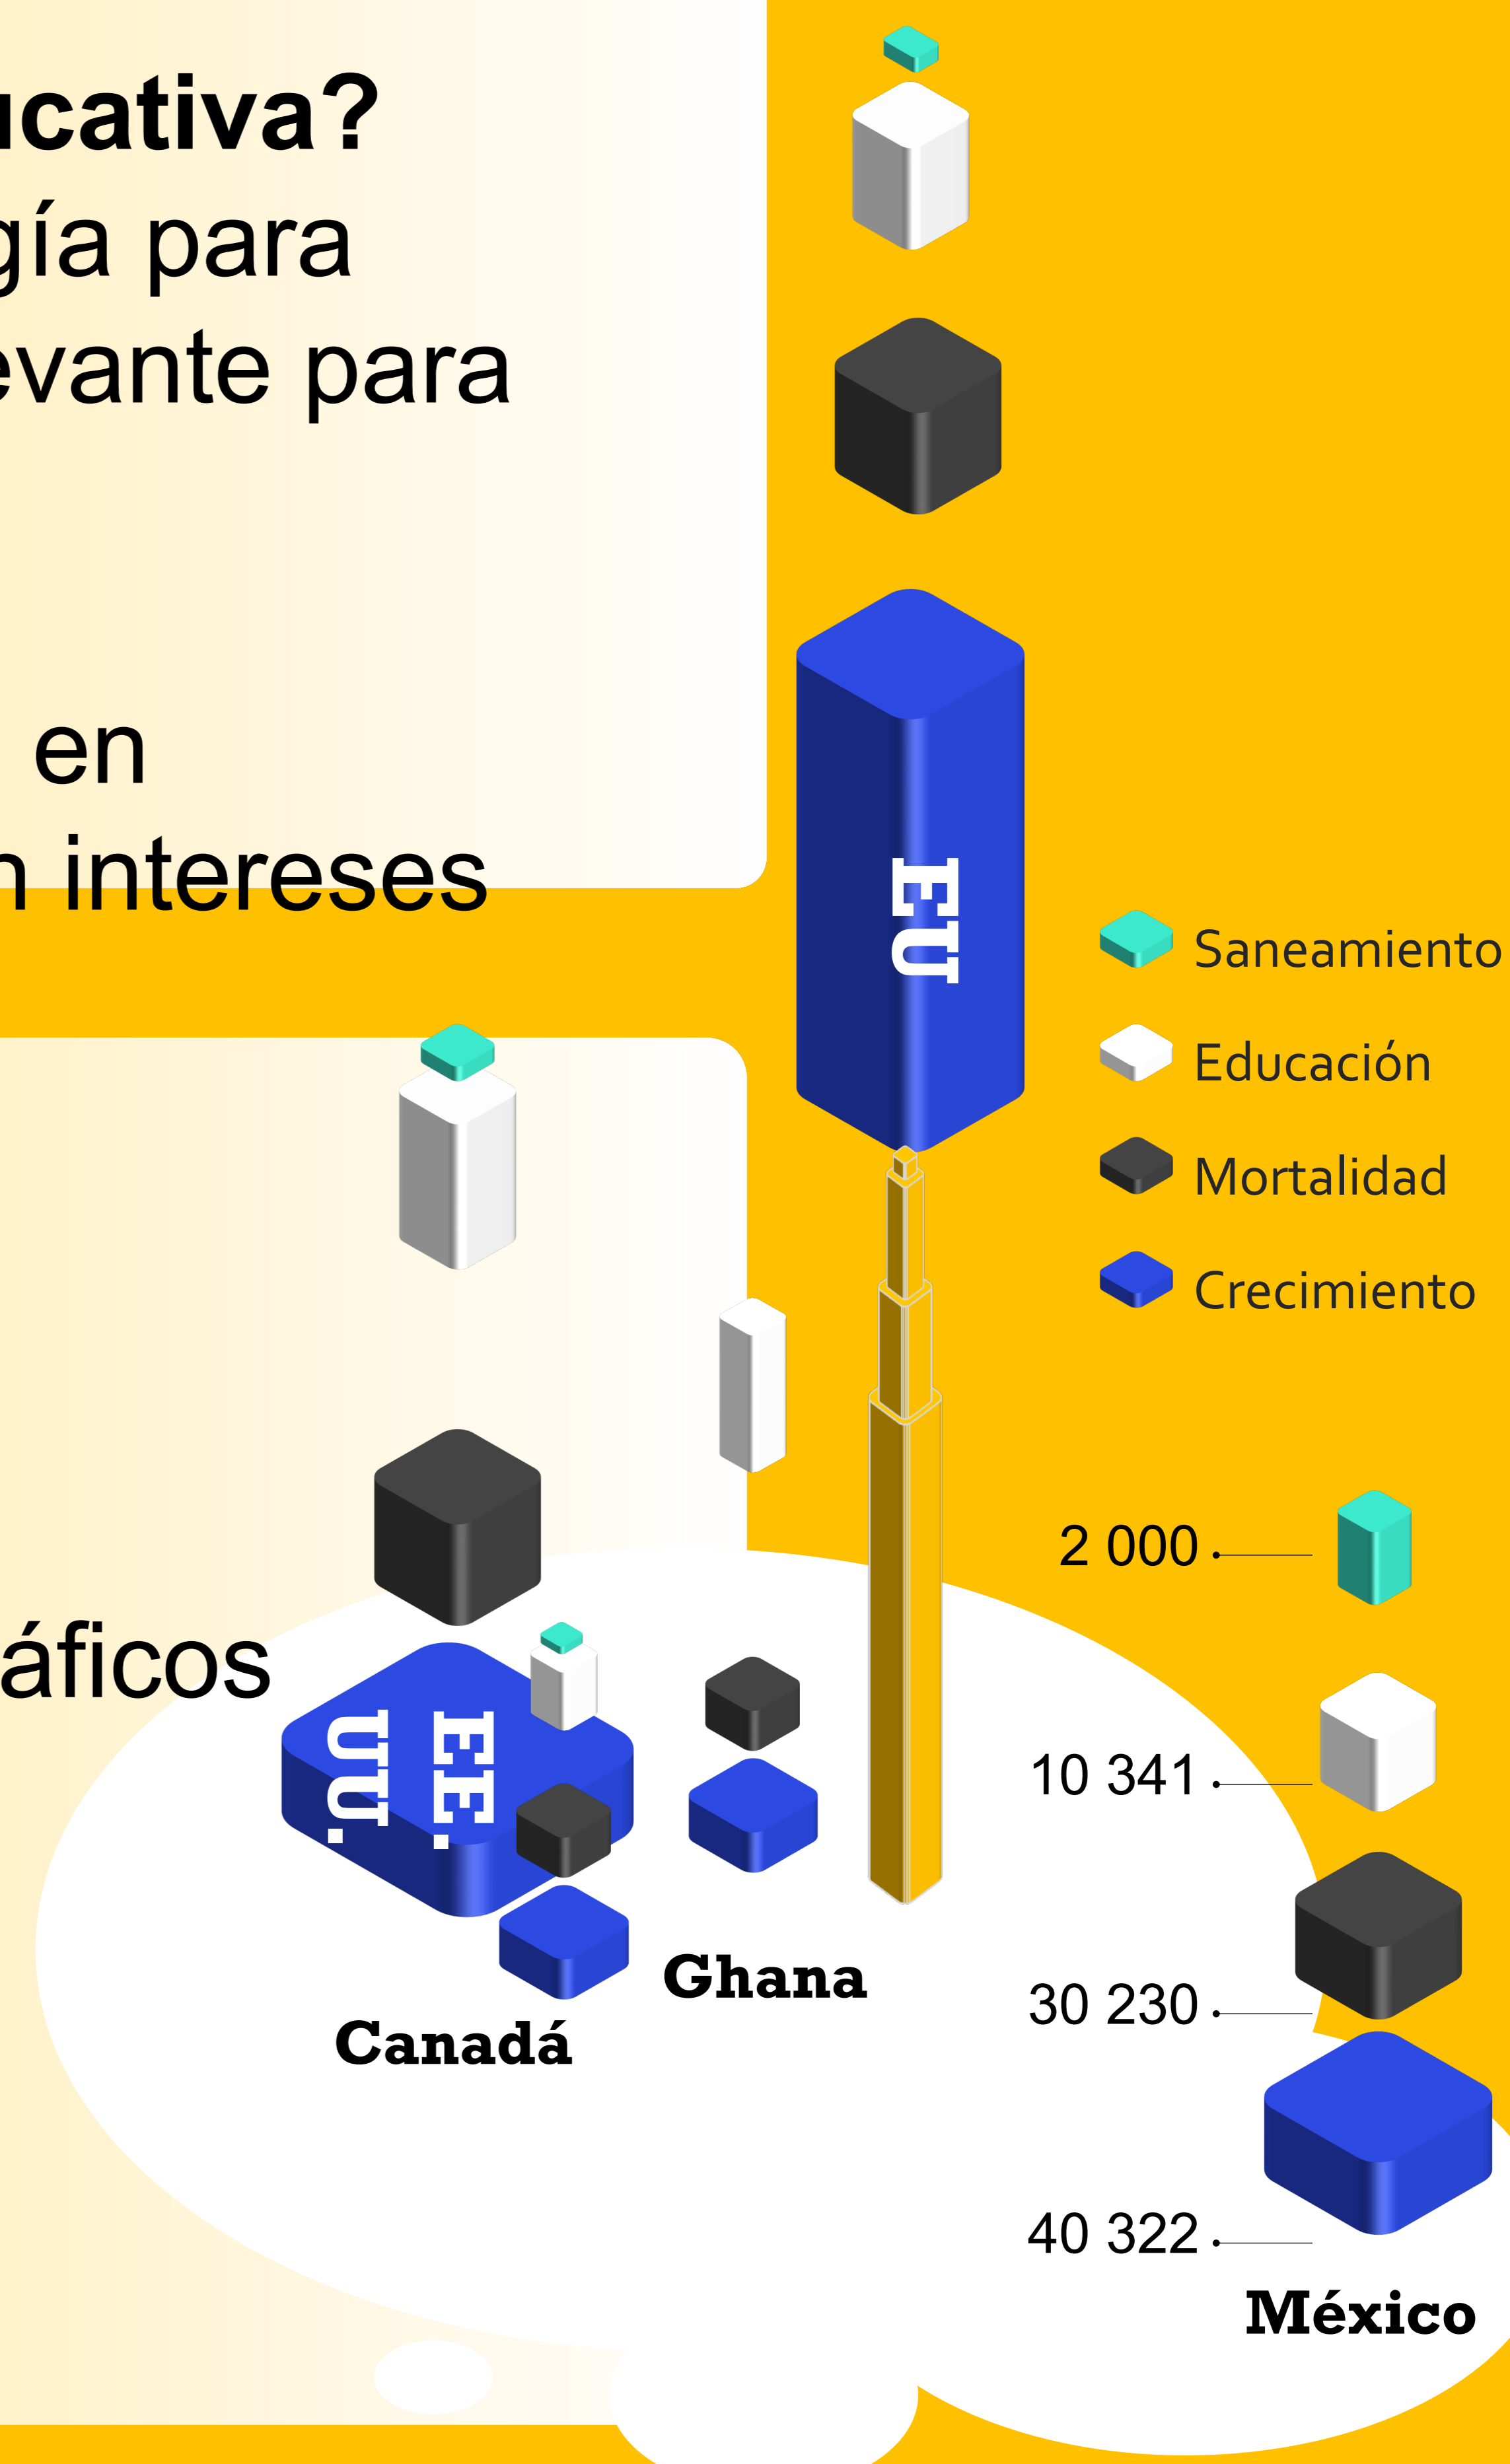 ucativa?
gía para
evante para
en
n intereses
EU
Saneamiento
Educación
Mortalidad
Crecimiento
áficos
EE.
UU.
Ghana
Canadá
2 000
10 341
30 230
40 322
México